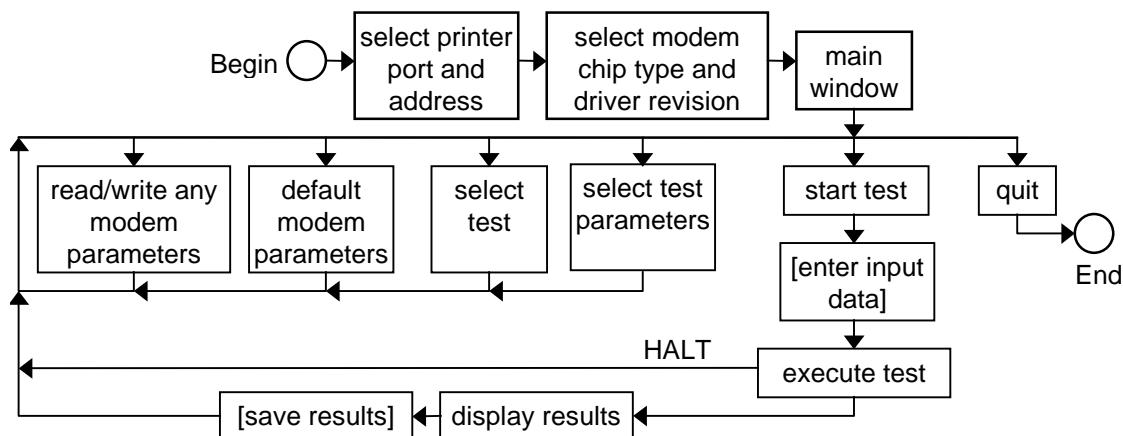 Begin
select printer
port and
address
select modem
chip type and
driver revision
main
window
read/write any
modem
parameters
default
modem
parameters
select
test
select test
parameters
start test
quit
End
[enter input
data]
HALT
execute test
[save results]
display results